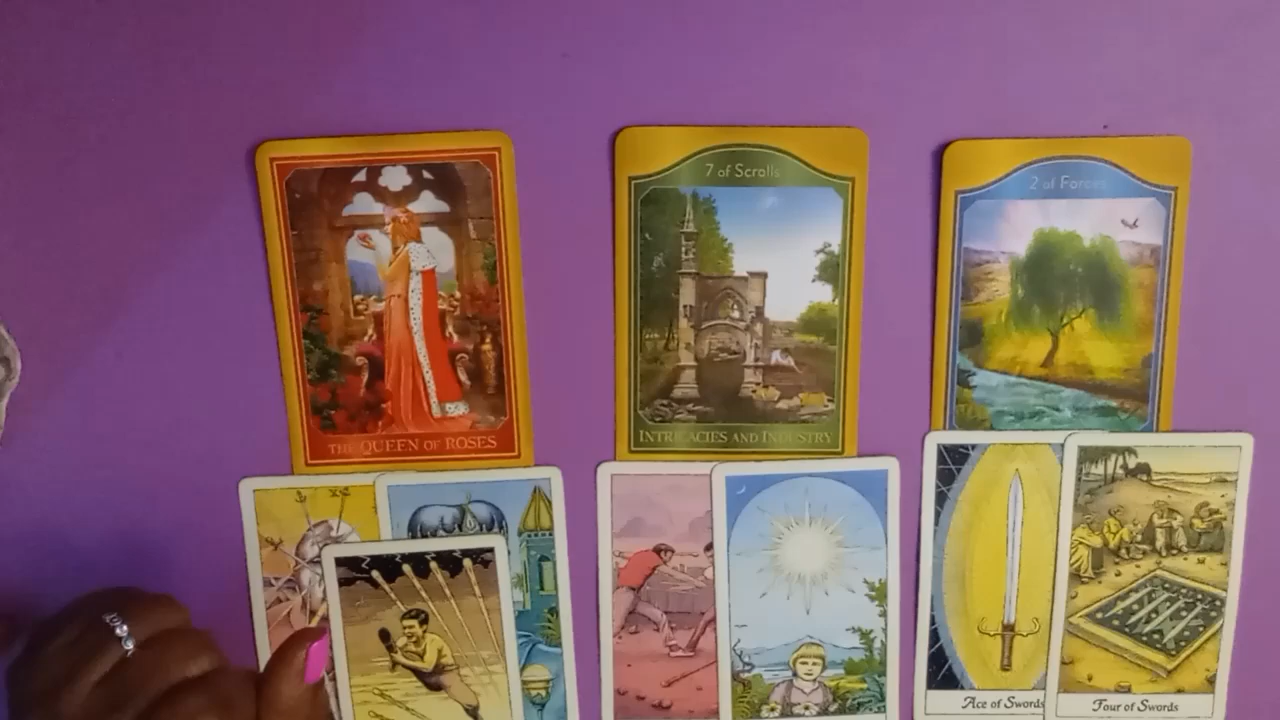 THE QUEEN OF ROSES
7 of Scrolls
INTRICACIES AND INDUSTRY
2 of Forces
Ace of Swords
Four of Swords